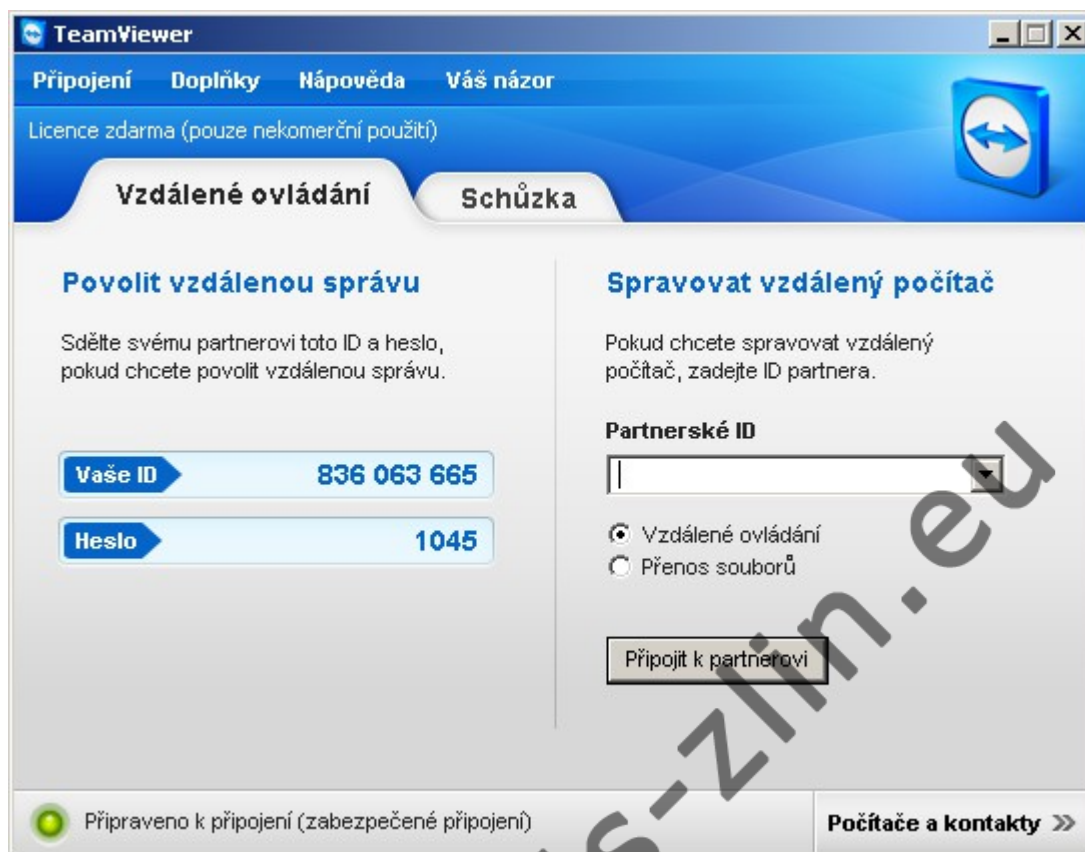 TeamViewer
Připojení Doplňky Nápověda Váš názor
Licence zdarma (pouze nekomerční použití)
Vzdálené ovládání Schůzka
Povolit vzdálenou správu
Sdělte svému partnerovi toto ID a heslo,
pokud chcete povolit vzdálenou správu.
Vaše ID 836 063 665
Heslo 1045
Spravovat vzdálený počítač
Pokud chcete spravovat vzdálený
počítač, zadejte ID partnera.
Partnerské ID
Vzdálené ovládání
Přenos souborů
Připojit k partnerovi
Připraveno k připojení (zabezpečené připojení)
Počítače a kontakty
s-zlin.eu